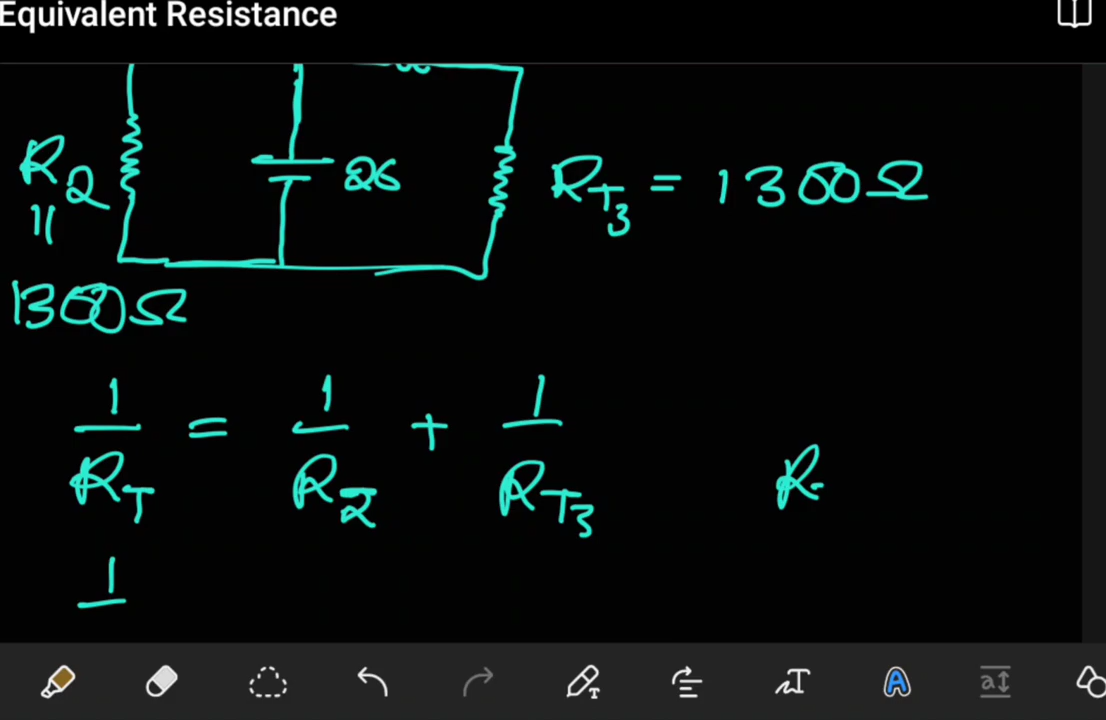 Equivalent Resistance
R2
26
RT3 = 1300Ω
||
1300Ω
1/RT = 1/R2 + 1/RT3
R
1